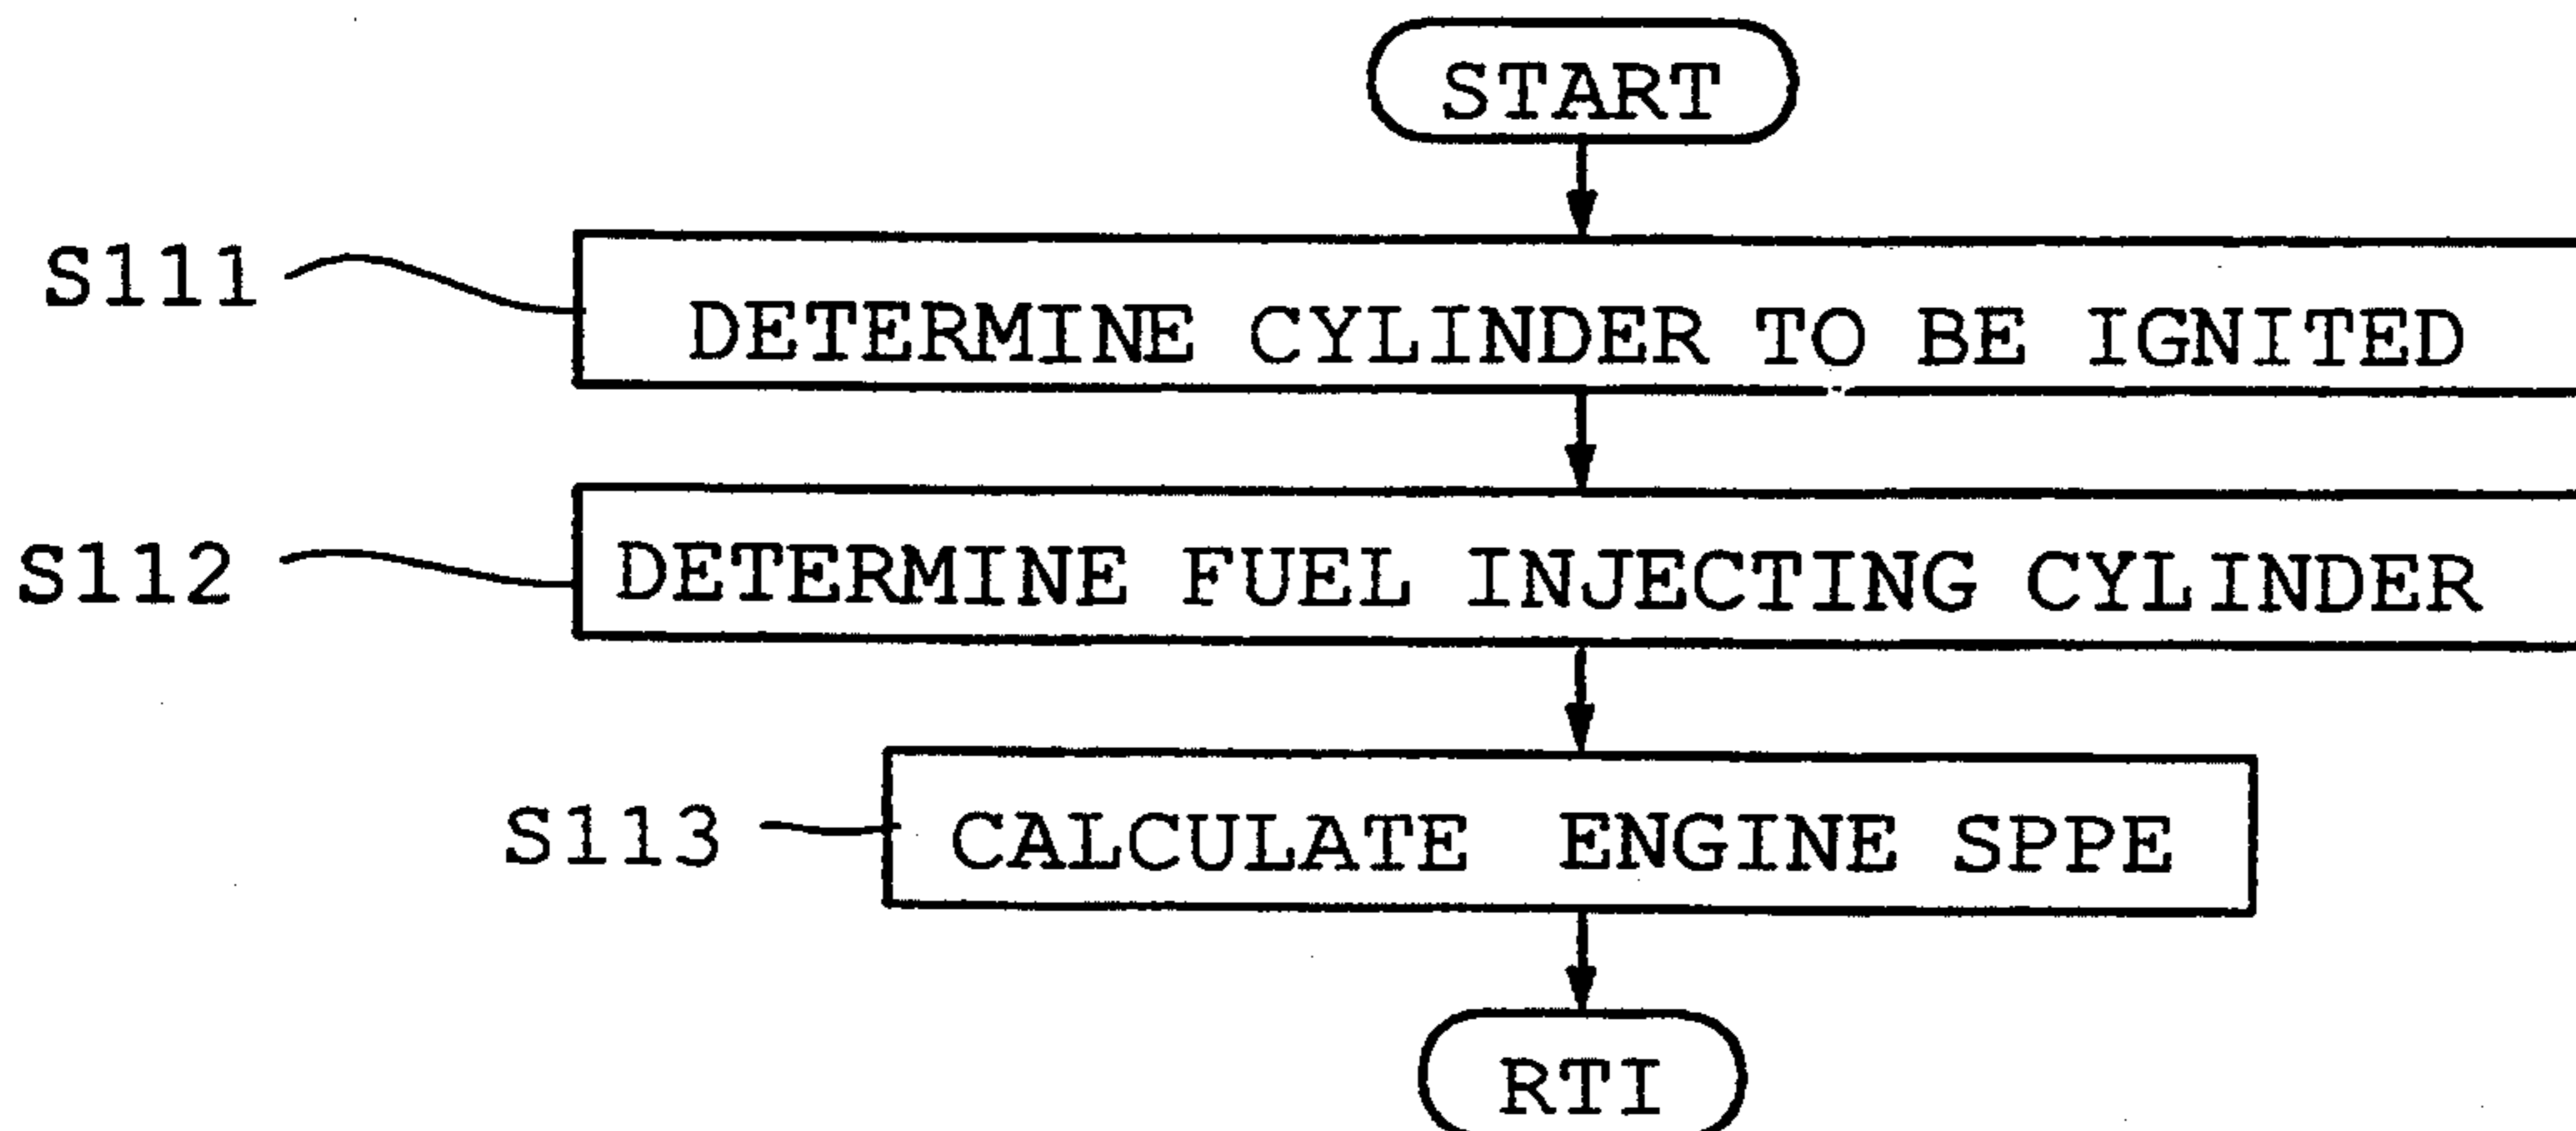 START
S111
DETERMINE CYLINDER TO BE IGNITED
S112
DETERMINE FUEL INJECTING CYLINDER
S113
CALCULATE ENGINE SPPE
RTI